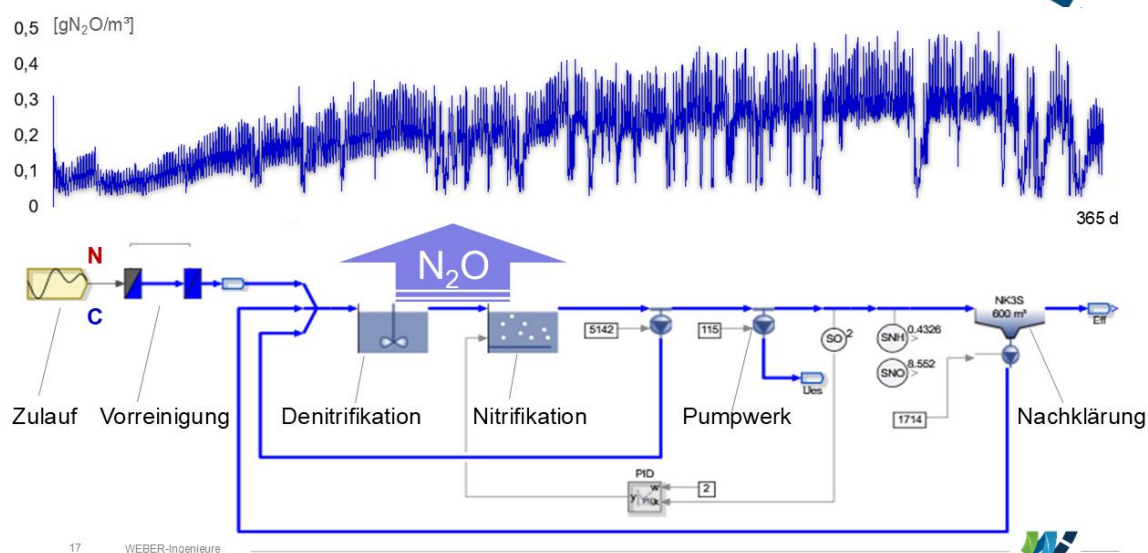 0,5 [gN₂O/m³]
0,4
0,3
0,2
0,1
0
365 d
N
C
N₂O
NK3S
600 m³
Eff
5142
115
SO 2
SNH 0.4326
>
SNO 8.552
>
Ues
1714
Zulauf Vorreinigung Denitrifikation Nitrifikation Pumpwerk Nachklärung
PID
y w x
2
17 WEBER-Ingenieure